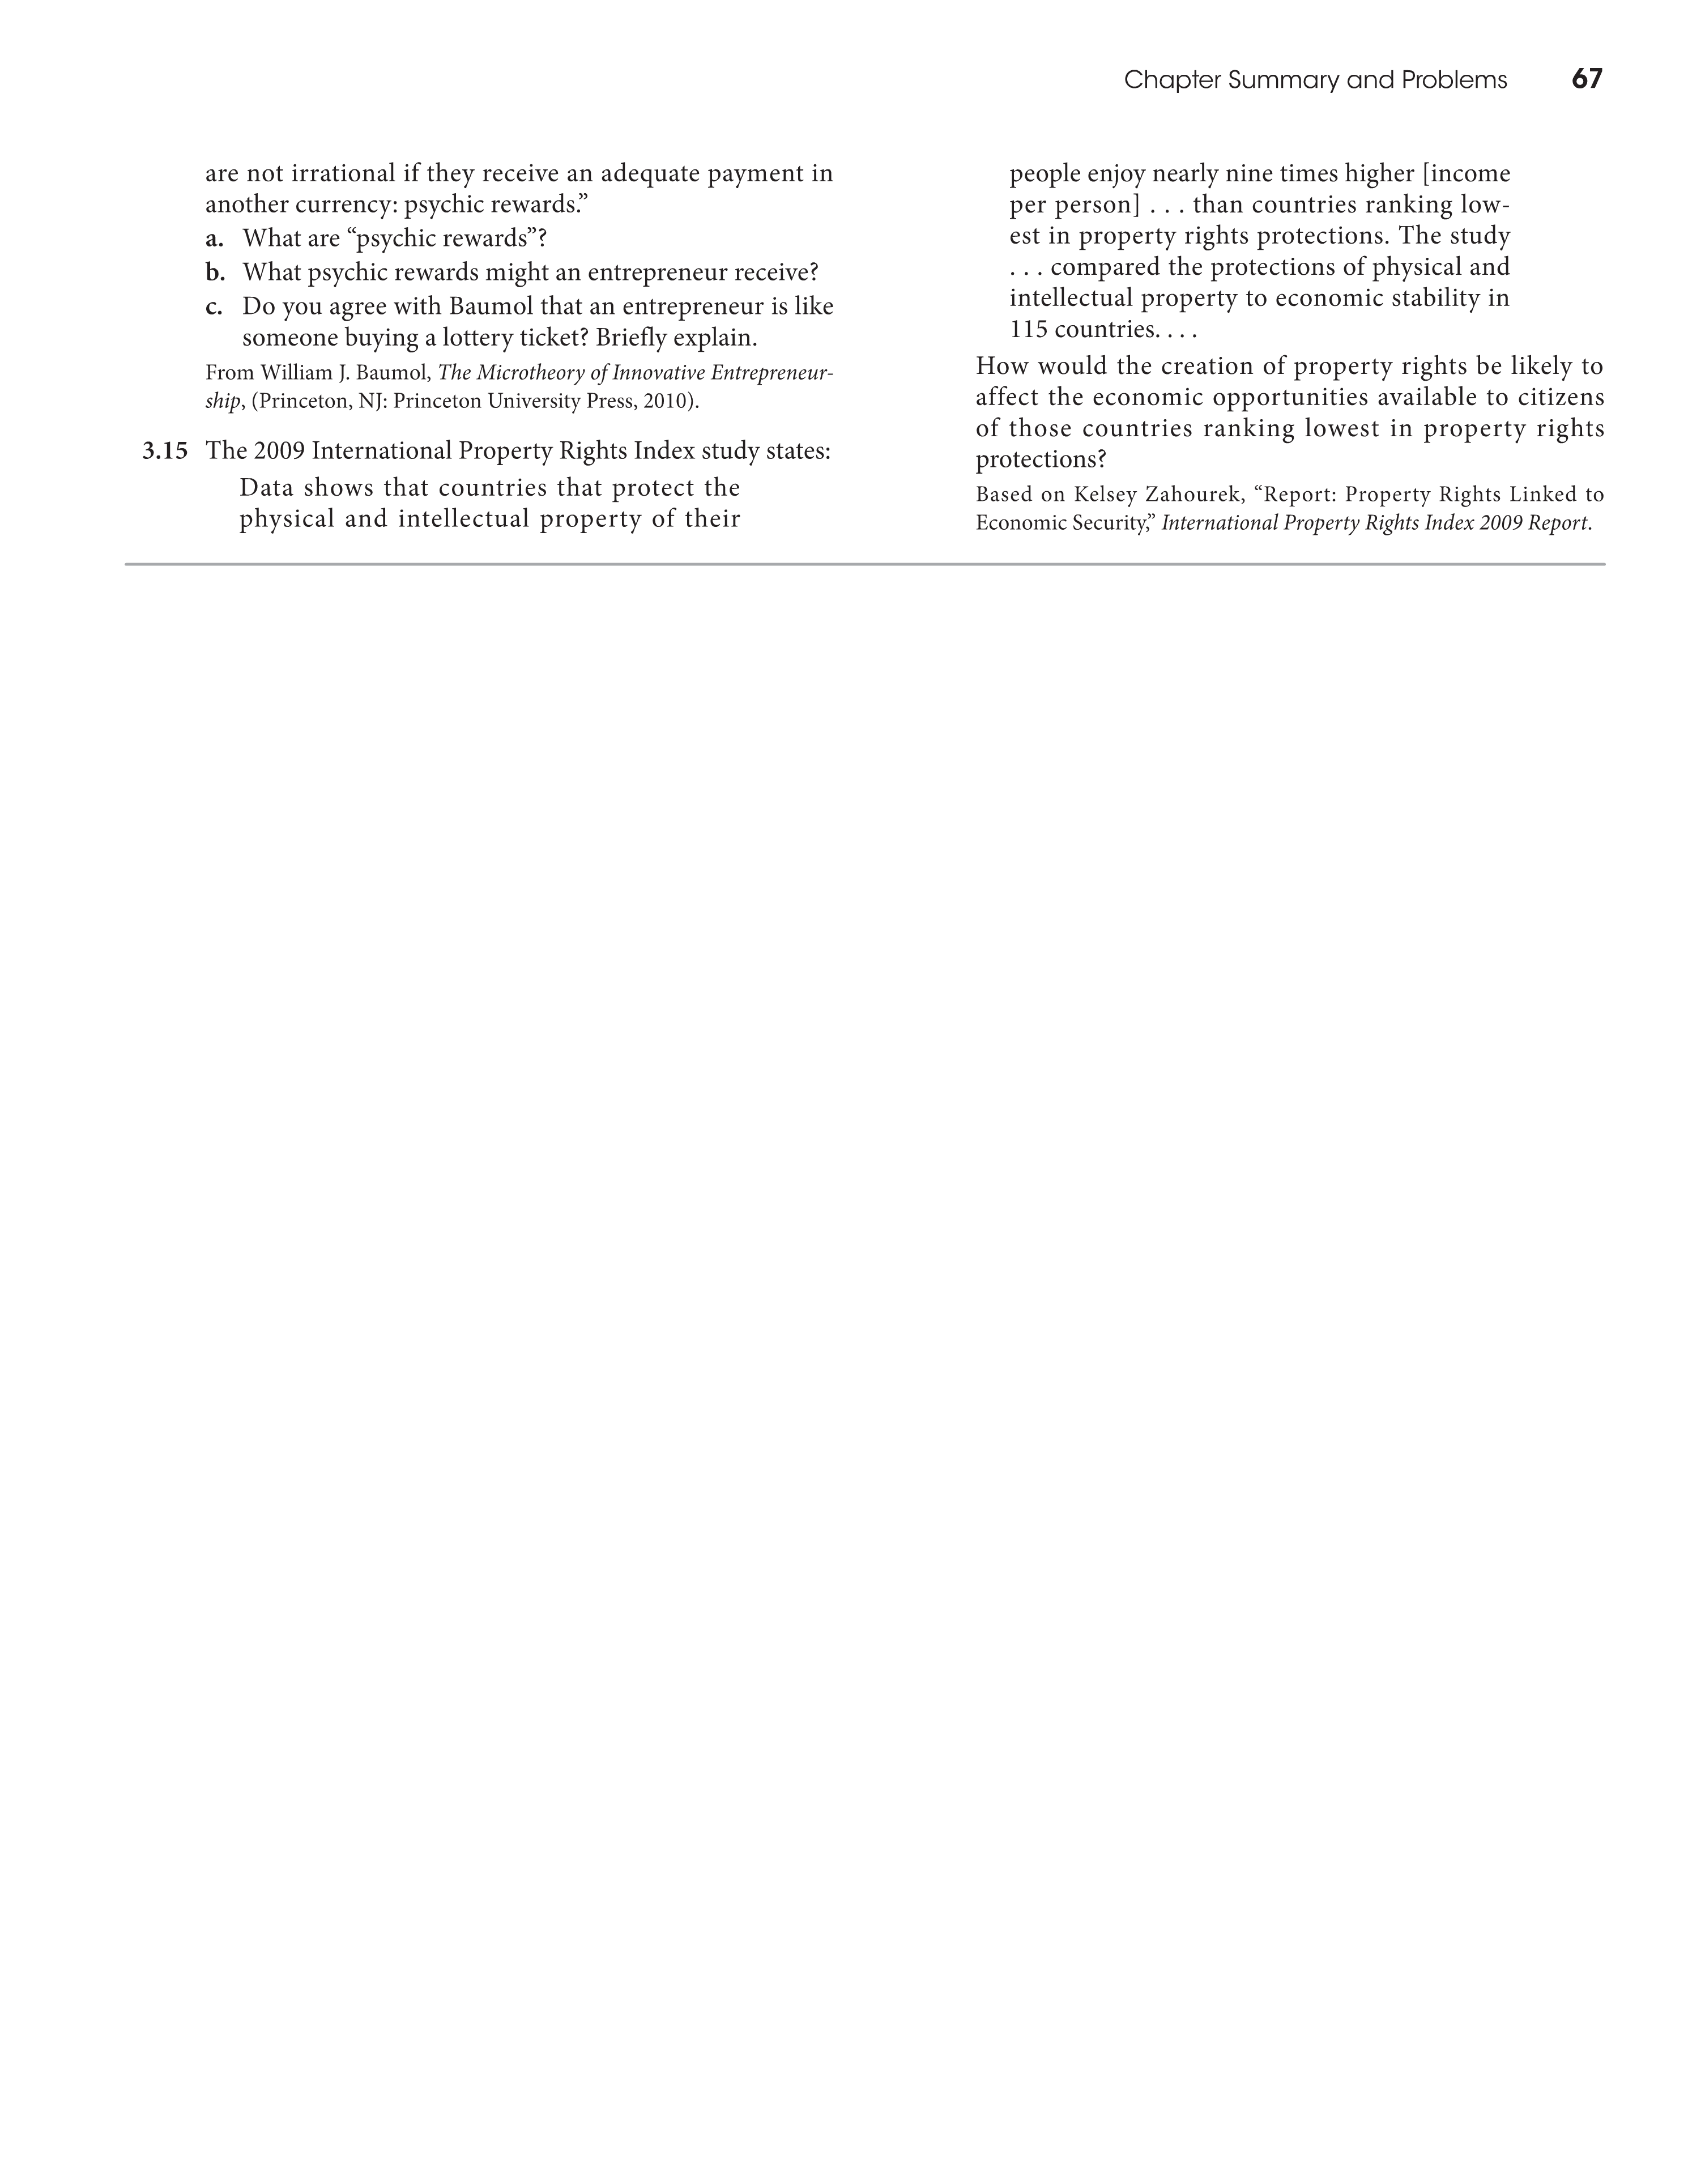 Chapter Summary and Problems 67
are not irrational if they receive an adequate payment in
another currency: psychic rewards.”
a. What are “psychic rewards”?
b. What psychic rewards might an entrepreneur receive?
c. Do you agree with Baumol that an entrepreneur is like
someone buying a lottery ticket? Briefly explain.
From William J. Baumol, The Microtheory of Innovative Entrepreneur-
ship, (Princeton, NJ: Princeton University Press, 2010).
3.15 The 2009 International Property Rights Index study states:
Data shows that countries that protect the
physical and intellectual property of their
people enjoy nearly nine times higher [income
per person] . . . than countries ranking low-
est in property rights protections. The study
. . . compared the protections of physical and
intellectual property to economic stability in
115 countries. . . .
How would the creation of property rights be likely to
affect the economic opportunities available to citizens
of those countries ranking lowest in property rights
protections?
Based on Kelsey Zahourek, “Report: Property Rights Linked to
Economic Security,” International Property Rights Index 2009 Report.